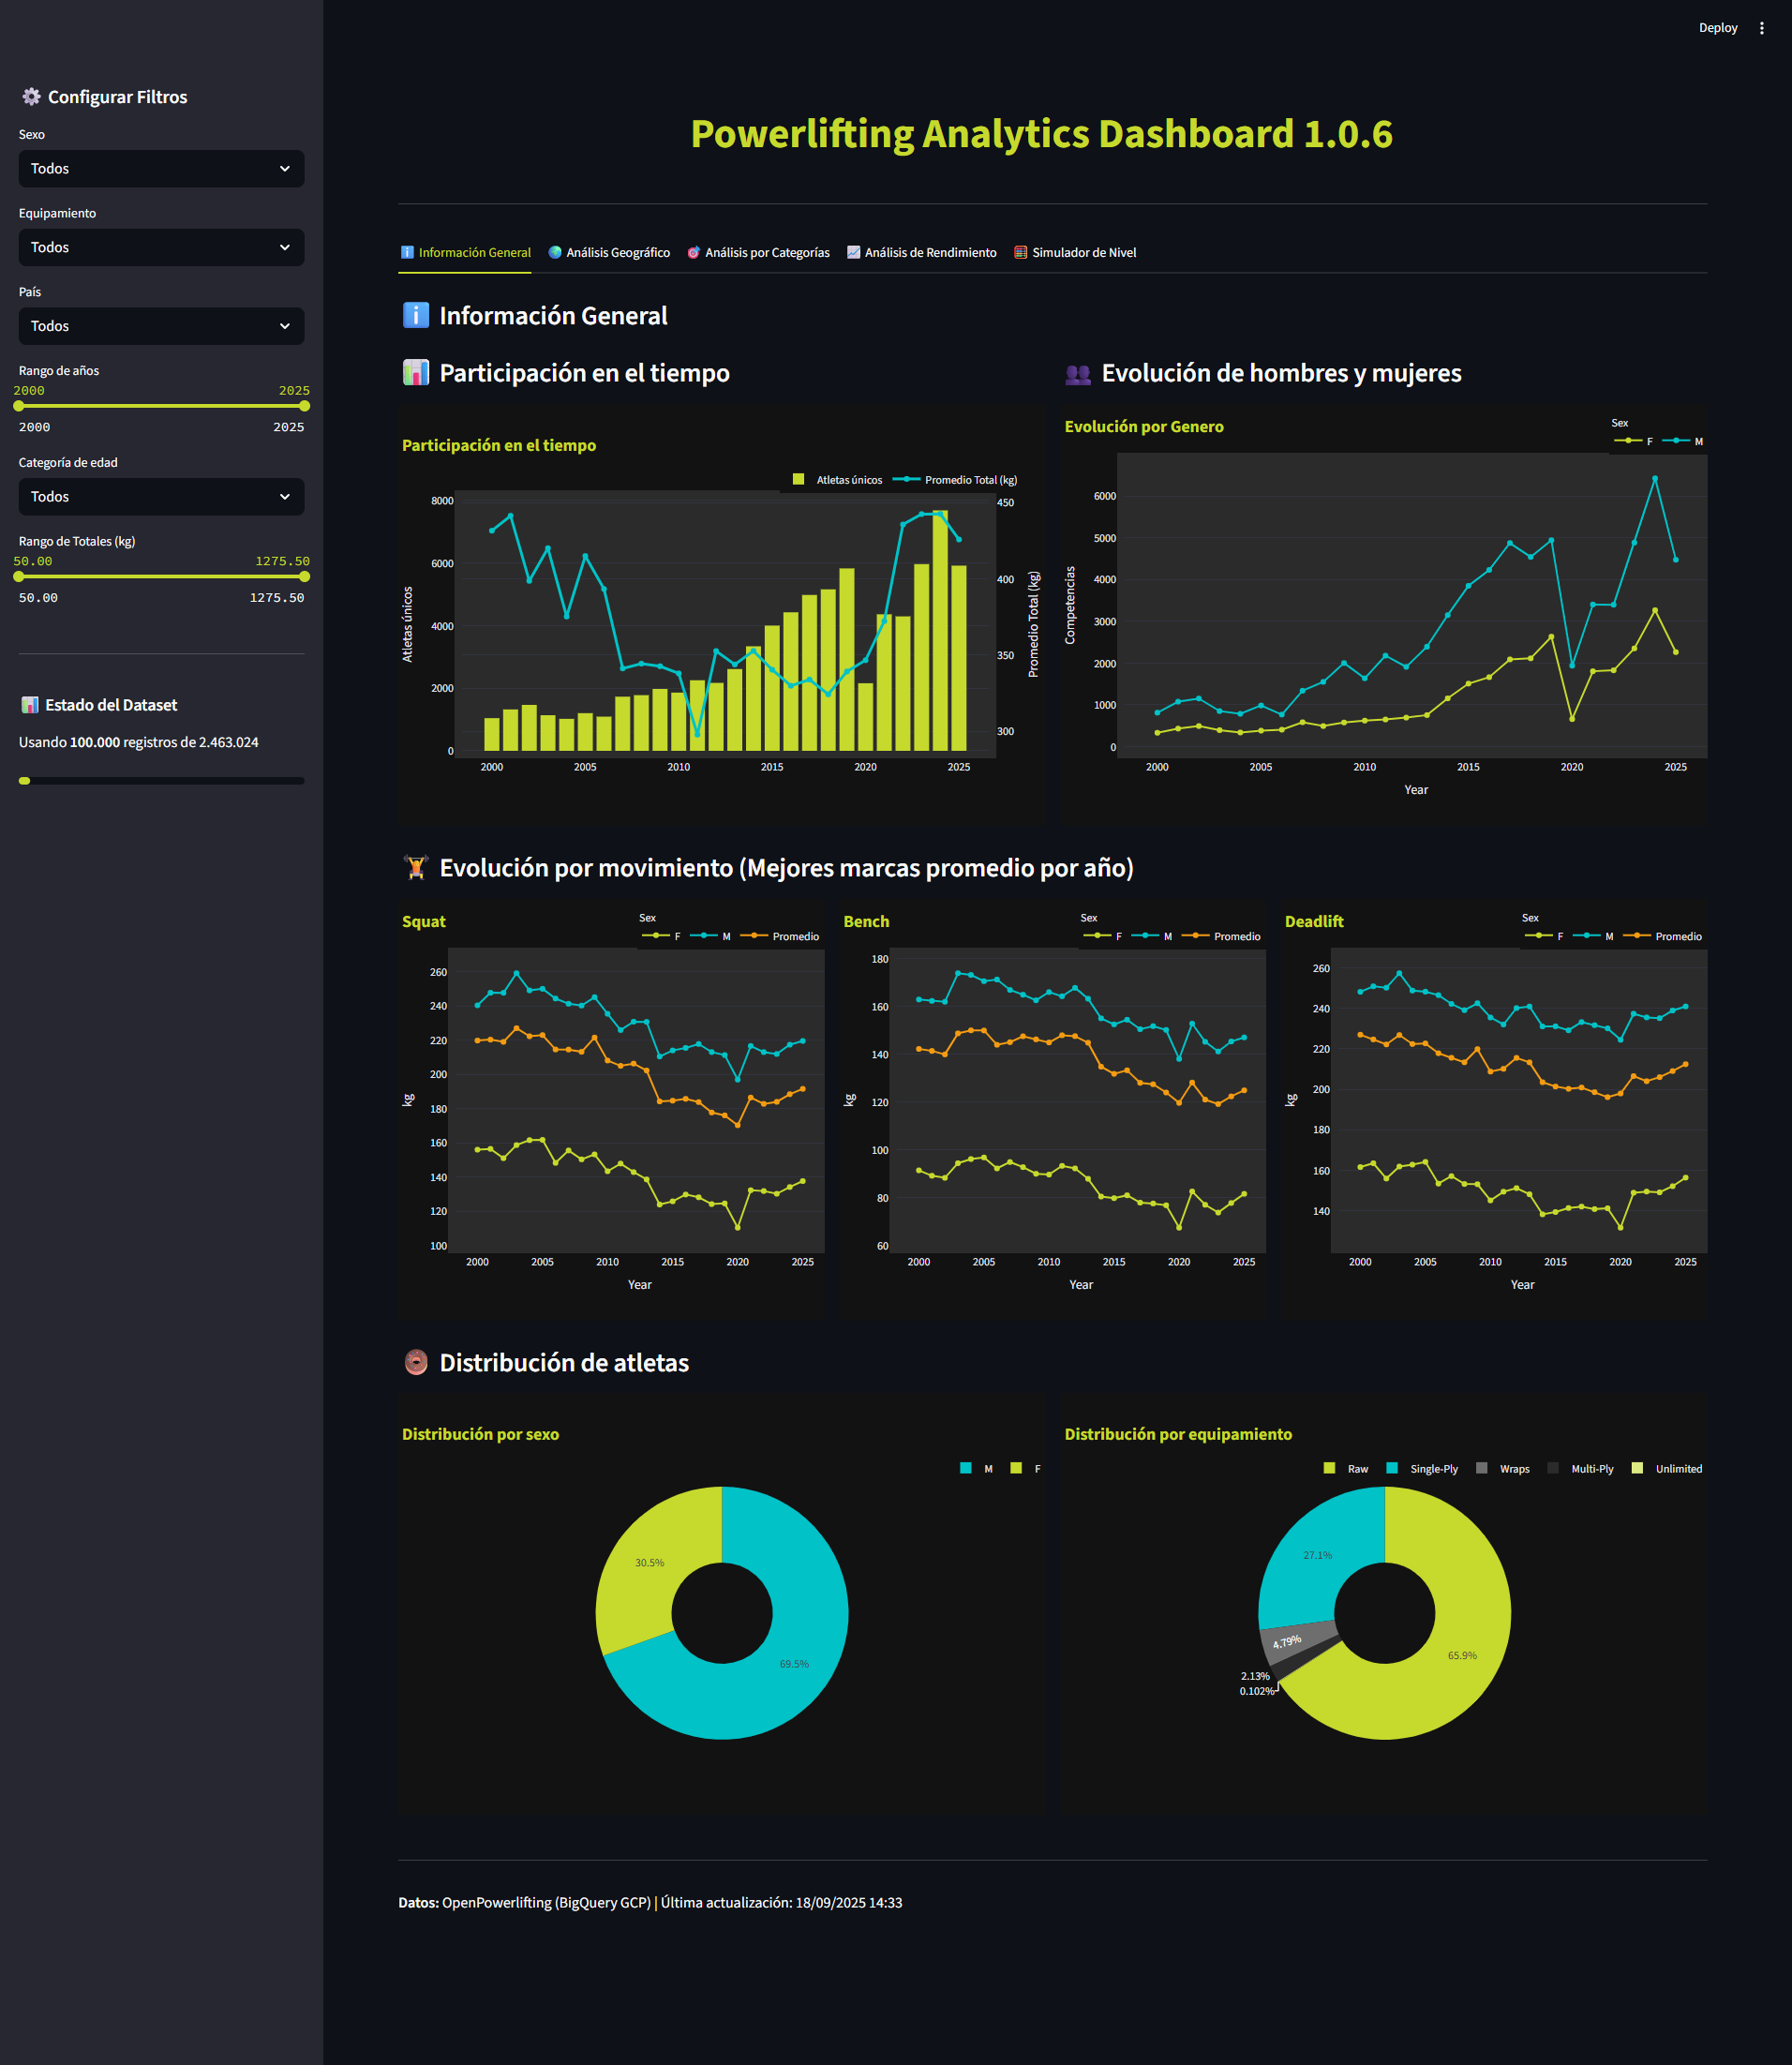 Deploy
Configurar Filtros
Sexo
Todos
Equipamiento
Todos
País
Todos
Rango de años
2000 2025
2000 2025
Categoría de edad
Todos
Rango de Totales (kg)
50.00 1275.50
50.00 1275.50
Estado del Dataset
Usando 100.000 registros de 2.463.024
Powerlifting Analytics Dashboard 1.0.6
Información General Análisis Geográfico Análisis por Categorías Análisis de Rendimiento Simulador de Nivel
Información General
Participación en el tiempo
Participación en el tiempo
Atletas únicos Promedio Total (kg)
8000
6000
4000
2000
0
Atletas únicos
450
400
350
300
Promedio Total (kg)
2000 2005 2010 2015 2020 2025
Evolución de hombres y mujeres
Evolución por Genero
Sex
F M
6000
5000
4000
3000
2000
1000
0
Competencias
2000 2005 2010 2015 2020 2025
Year
Evolución por movimiento (Mejores marcas promedio por año)
Squat
Sex
F M Promedio
260
240
220
200
180
160
140
120
100
kg
2000 2005 2010 2015 2020 2025
Year
Bench
Sex
F M Promedio
180
160
140
120
100
80
60
kg
2000 2005 2010 2015 2020 2025
Year
Deadlift
Sex
F M Promedio
260
240
220
200
180
160
140
kg
2000 2005 2010 2015 2020 2025
Year
Distribución de atletas
Distribución por sexo
M F
30.5%
69.5%
Distribución por equipamiento
Raw Single-Ply Wraps Multi-Ply Unlimited
27.1%
4.79%
65.9%
2.13%
0.102%
Datos: OpenPowerlifting (BigQuery GCP) | Última actualización: 18/09/2025 14:33